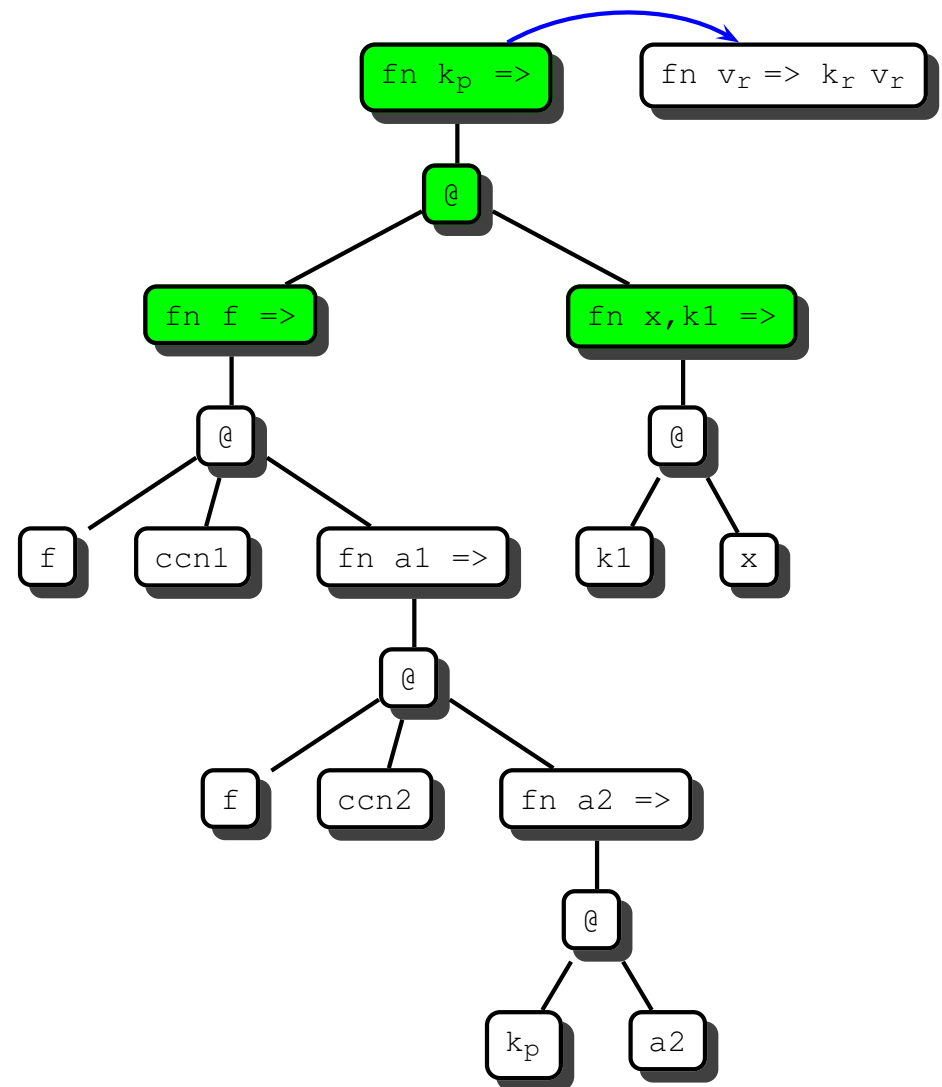 fn kₚ =>
fn vᵣ => kᵣ vᵣ
@
fn f =>
fn x,k1 =>
@
@
f
ccn1
fn a1 =>
k1
x
@
f
ccn2
fn a2 =>
@
kₚ
a2